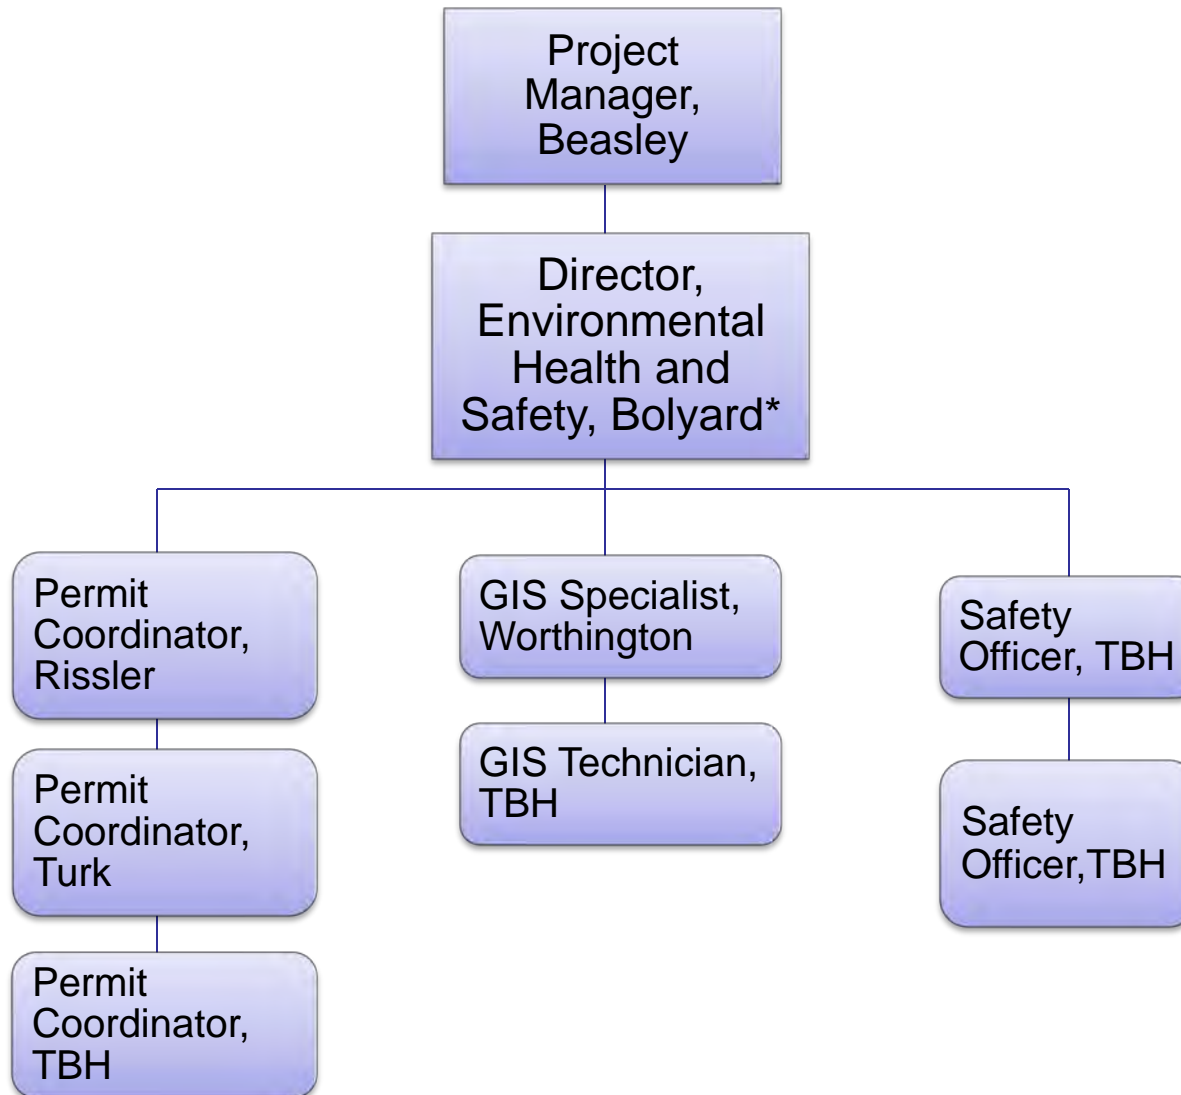 Project
Manager,
Beasley
Director,
Environmental
Health and
Safety, Bolyard*
Permit
Coordinator,
Rissler
Permit
Coordinator,
Turk
Permit
Coordinator,
TBH
GIS Specialist,
Worthington
GIS Technician,
TBH
Safety
Officer, TBH
Safety
Officer,TBH